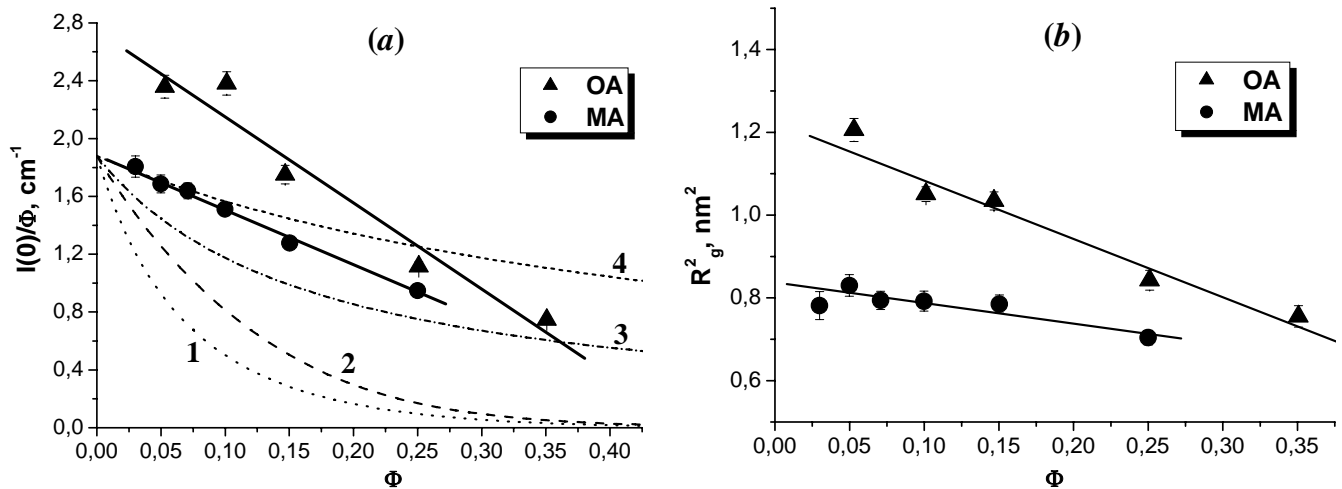 (a)
2,8
2,4
2,0
1,6
1,2
0,8
0,4
0,0
I(0)/Φ, cm⁻¹
OA
MA
4
3
2
1
0,00 0,05 0,10 0,15 0,20 0,25 0,30 0,35 0,40
Φ
(b)
1,4
1,2
1,0
0,8
0,6
R²g, nm²
OA
MA
0,00 0,05 0,10 0,15 0,20 0,25 0,30 0,35
Φ